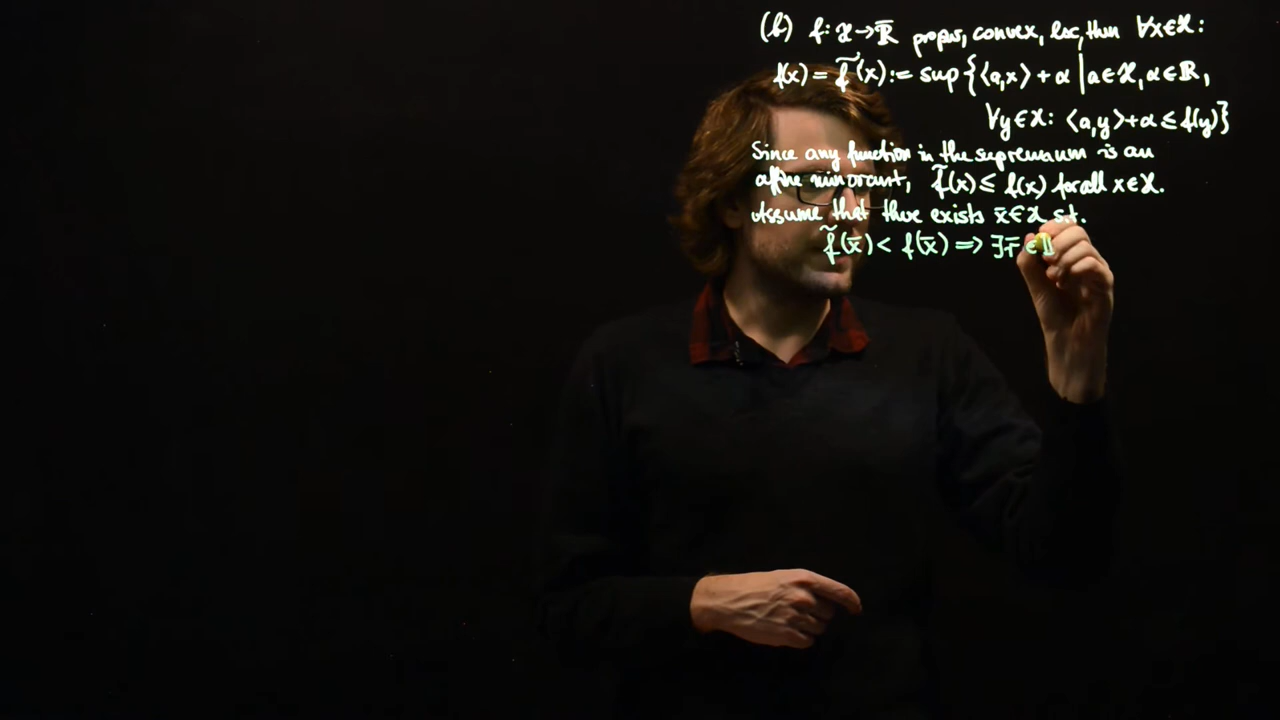 (b) f: 𝓗→ℝ̄ proper, convex, lsc, then ∀x∈𝓗:
f(x) = f̃(x) := sup{⟨a,x⟩ + α | a∈𝓗, α∈ℝ,
∀y∈𝓗: ⟨a,y⟩+α ≤ f(y)}
Since any function in the supremum is an
affine minorant, f̃(x) ≤ f(x) for all x∈𝓗.
Assume that there exists x̄∈𝓗 s.t.
f̃(x̄) < f(x̄) ⟹ ∃r̄ ∈